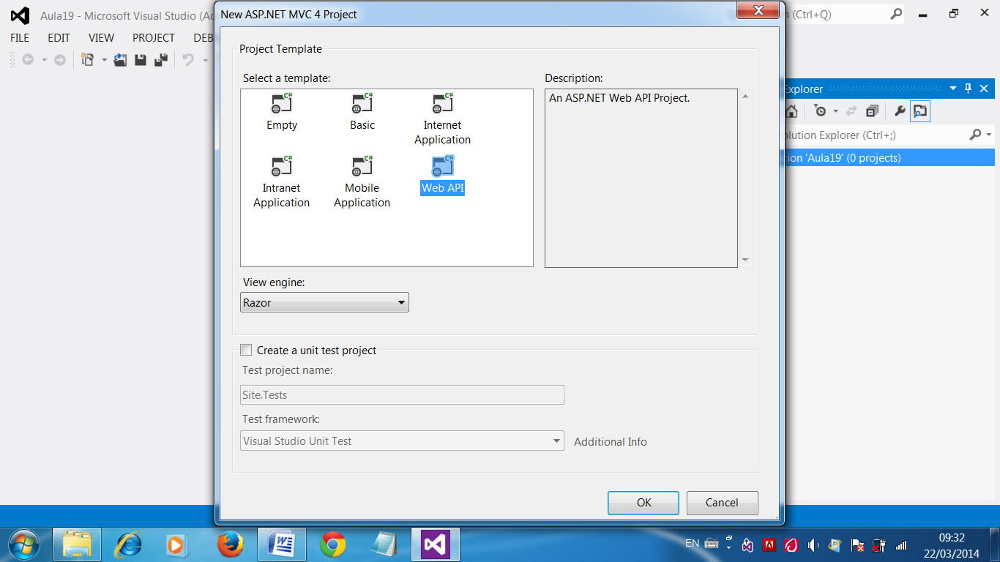 Aula19 - Microsoft Visual Studio (Ad
New ASP.NET MVC 4 Project
(Ctrl+Q)
FILE EDIT VIEW PROJECT DEB
Project Template
Select a template:
Description:
C# C# C#
Empty
Basic
Internet
Application
C# C# C#
Intranet
Application
Mobile
Application
Web API
An ASP.NET Web API Project.
View engine:
Razor
Create a unit test project
Test project name:
Site.Tests
Test framework:
Visual Studio Unit Test
Additional Info
OK
Cancel
Explorer
olution Explorer (Ctrl+;)
tion 'Aula19' (0 projects)
EN
09:32
22/03/2014